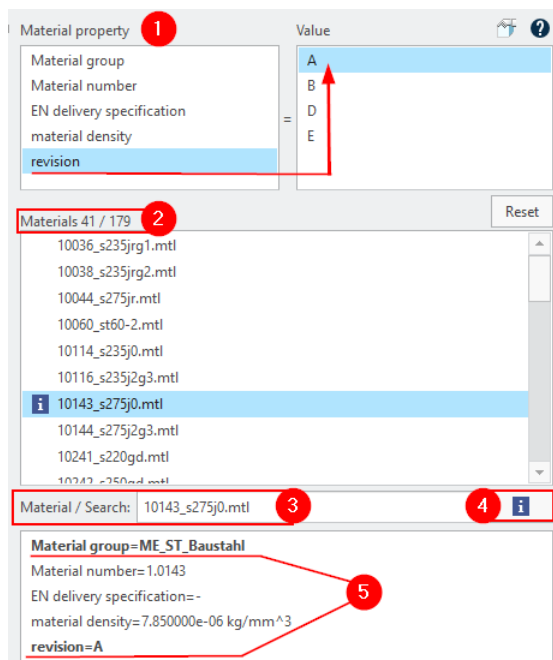 Material property 1 Value ?
Material group
Material number
EN delivery specification
material density
revision
=
A
B
D
E
Reset
Materials 41 / 179 2
10036_s235jrg1.mtl
10038_s235jrg2.mtl
10044_s275jr.mtl
10060_st60-2.mtl
10114_s235j0.mtl
10116_s235j2g3.mtl
i 10143_s275j0.mtl
10144_s275j2g3.mtl
10241_s220gd.mtl
10242_s250gd.mtl
Material / Search: 10143_s275j0.mtl 3 4 i
Material group=ME_ST_Baustahl
Material number=1.0143
EN delivery specification=-
material density=7.850000e-06 kg/mm^3
revision=A
5